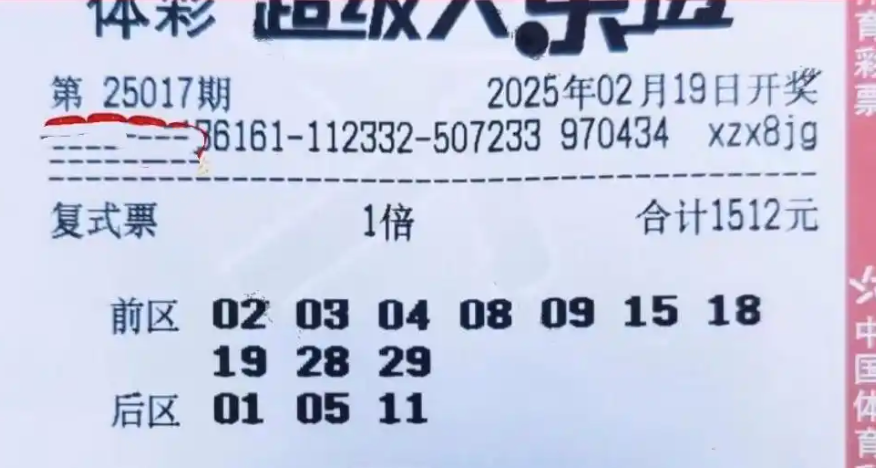 体彩 超级大乐透
第 25017期 2025年02月19日开奖
6161-112332-507233 970434 xzx8jg
复式票 1倍 合计1512元
前区 02 03 04 08 09 15 18
19 28 29
后区 01 05 11
育彩票
中国体育